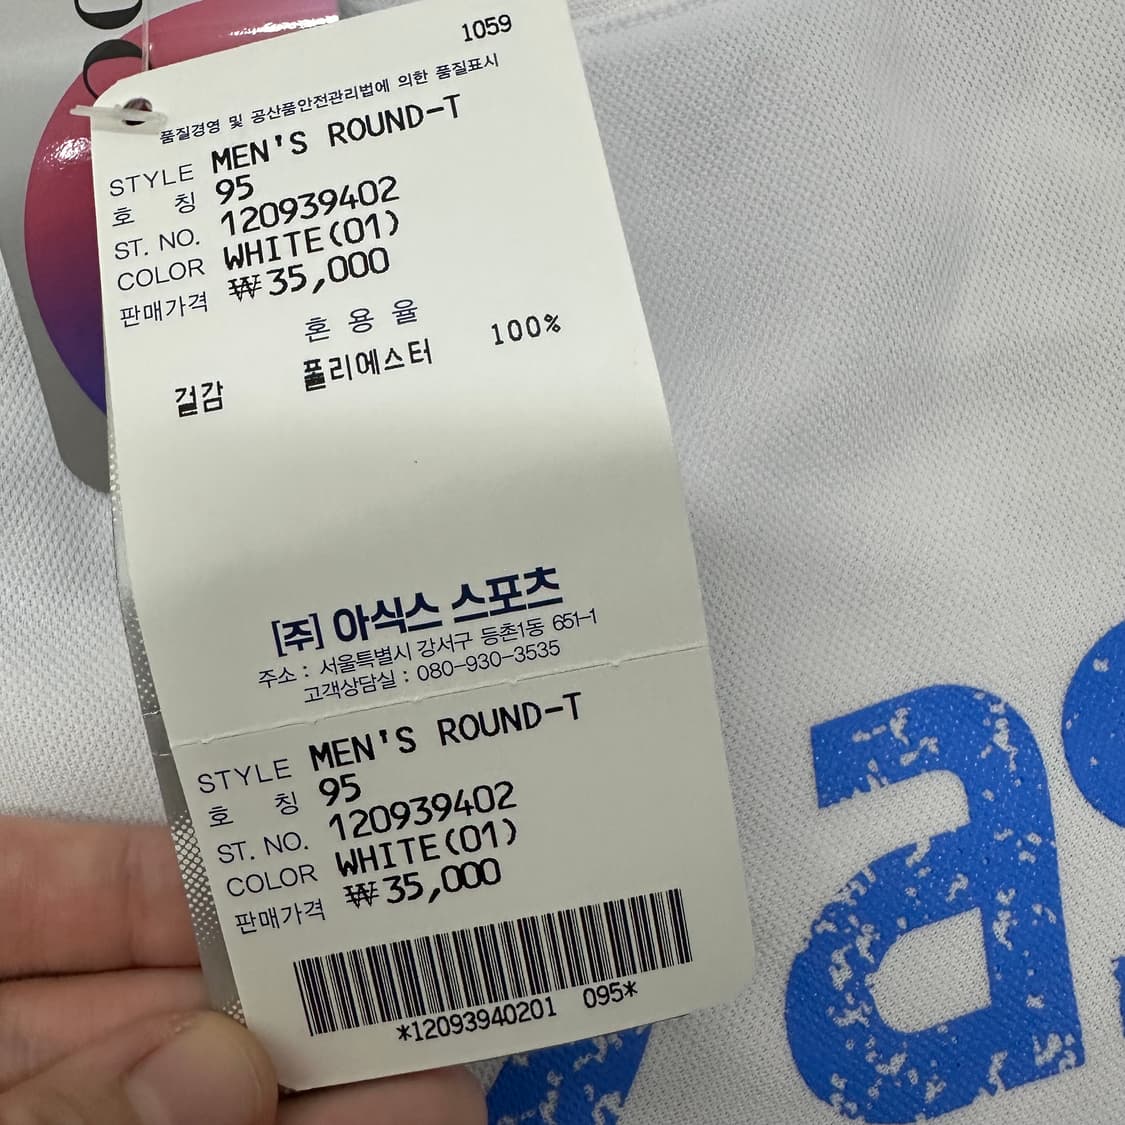 1059
품질경영 및 공산품안전관리법에 의한 품질표시
STYLE MEN'S ROUND-T
호 칭 95
ST. NO. 120939402
COLOR WHITE(01)
판매가격 ₩35,000
혼 용 율
겉감 폴리에스터 100%
[주] 아식스 스포츠
주소 : 서울특별시 강서구 등촌1동 651-1
고객상담실 : 080-930-3535
STYLE MEN'S ROUND-T
호 칭 95
ST. NO. 120939402
COLOR WHITE(01)
판매가격 ₩35,000
*12093940201 095*
a